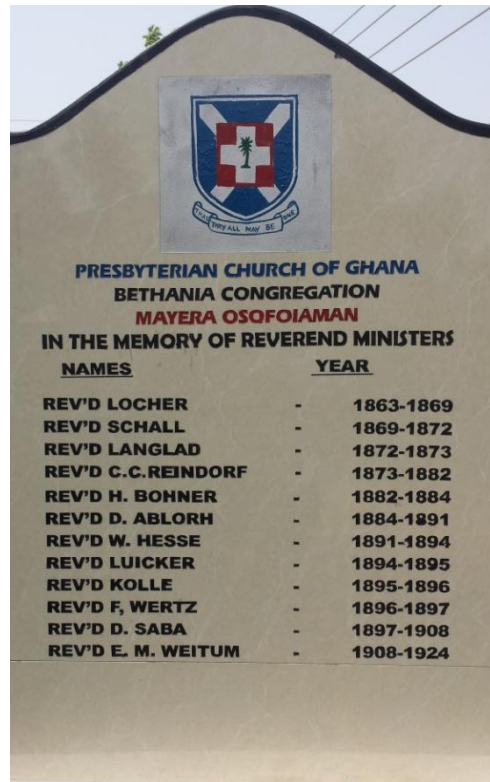 THAT THEY ALL MAY BE ONE
PRESBYTERIAN CHURCH OF GHANA
BETHANIA CONGREGATION
MAYERA OSOFOIAMAN
IN THE MEMORY OF REVEREND MINISTERS
NAMES YEAR
REV'D LOCHER - 1863-1869
REV'D SCHALL - 1869-1872
REV'D LANGLAD - 1872-1873
REV'D C.C.REINDORF - 1873-1882
REV'D H. BOHNER - 1882-1884
REV'D D. ABLORH - 1884-1891
REV'D W. HESSE - 1891-1894
REV'D LUICKER - 1894-1895
REV'D KOLLE - 1895-1896
REV'D F, WERTZ - 1896-1897
REV'D D. SABA - 1897-1908
REV'D E. M. WEITUM - 1908-1924